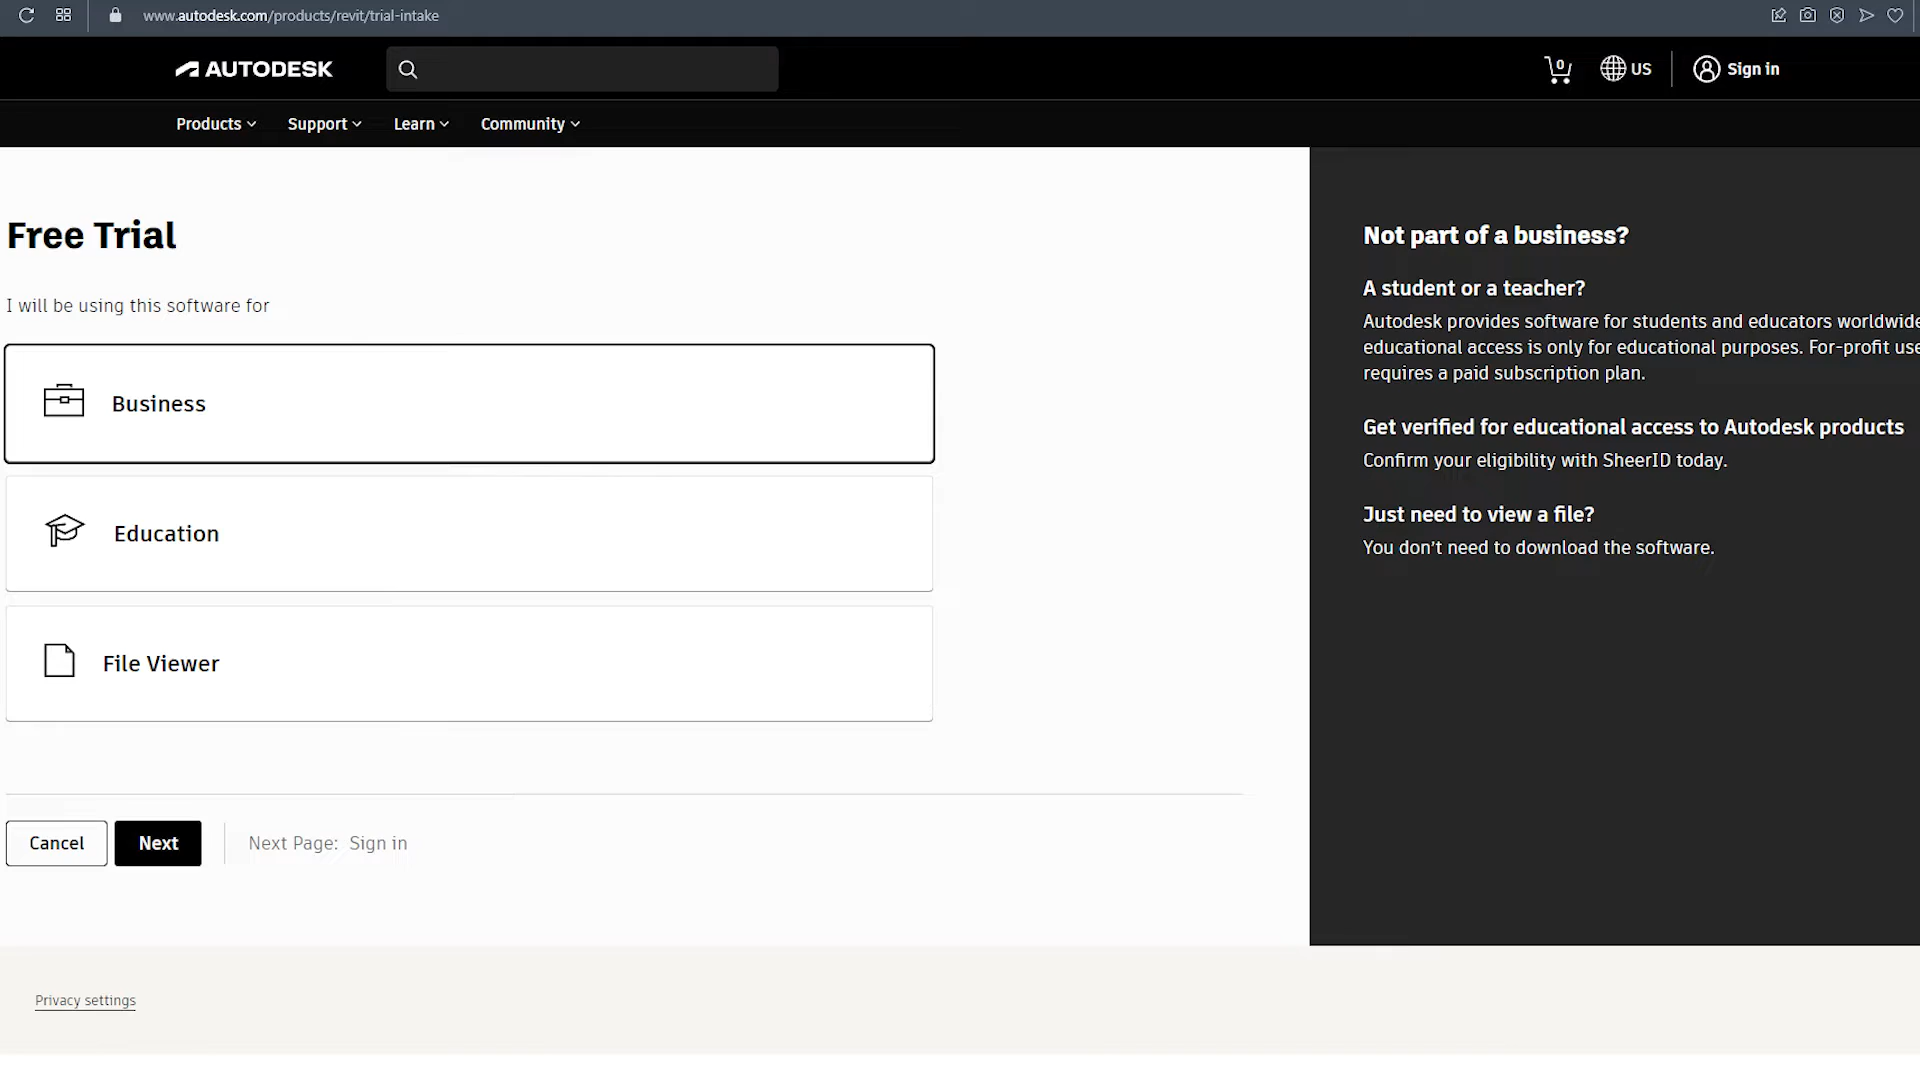 www.autodesk.com/products/revit/trial-intake
AUTODESK
0
US
Sign in
Products
Support
Learn
Community
Free Trial
I will be using this software for
Business
Education
File Viewer
Cancel
Next
Next Page: Sign in
Not part of a business?
A student or a teacher?
Autodesk provides software for students and educators worldwide
educational access is only for educational purposes. For-profit use
requires a paid subscription plan.
Get verified for educational access to Autodesk products
Confirm your eligibility with SheerID today.
Just need to view a file?
You don’t need to download the software.
Privacy settings